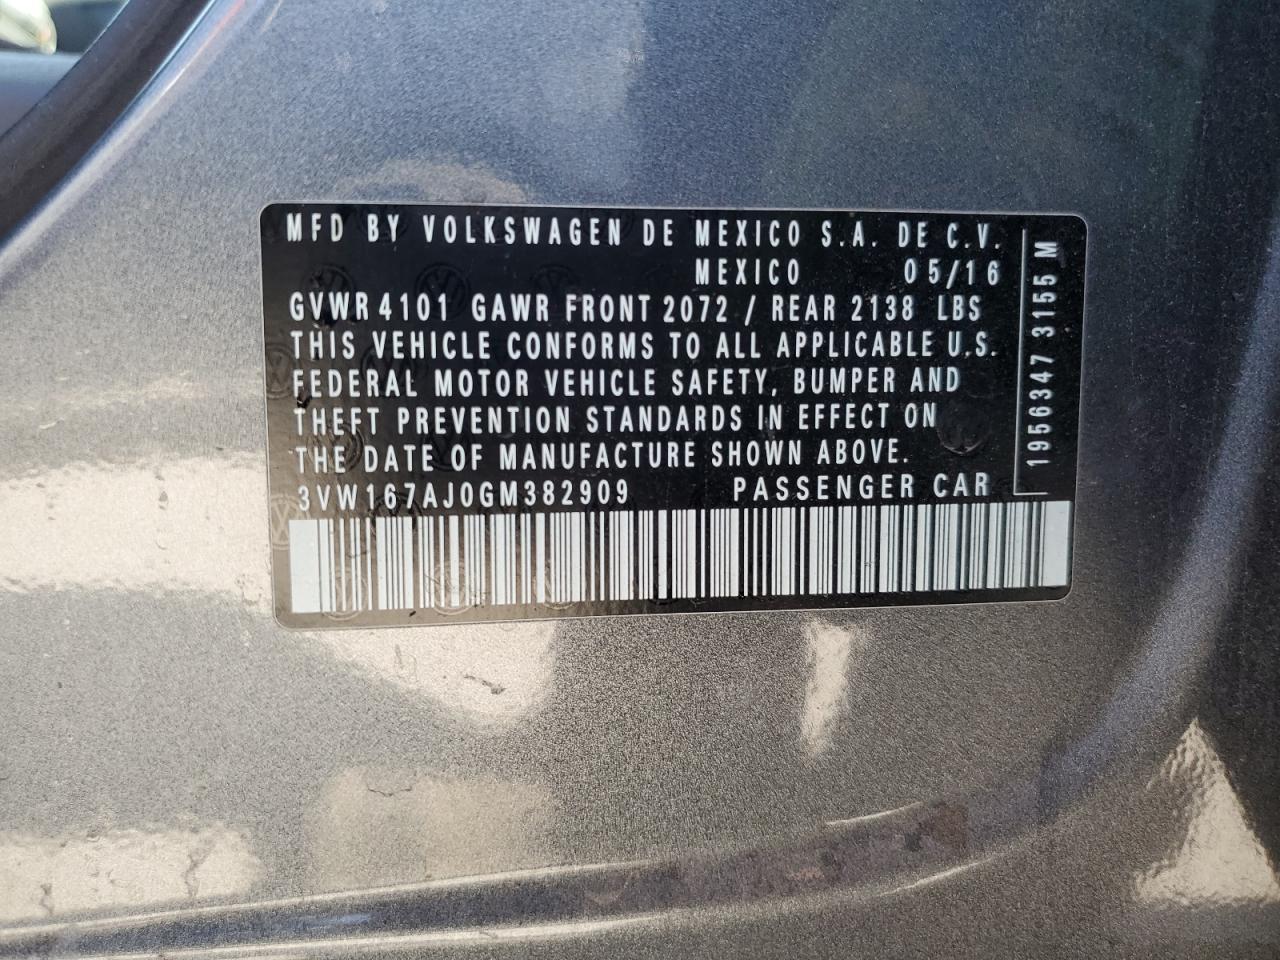 MFD BY VOLKSWAGEN DE MEXICO S.A. DE C.V.
MEXICO 05/16
GVWR 4101 GAWR FRONT 2072 / REAR 2138 LBS
THIS VEHICLE CONFORMS TO ALL APPLICABLE U.S.
FEDERAL MOTOR VEHICLE SAFETY, BUMPER AND
THEFT PREVENTION STANDARDS IN EFFECT ON
THE DATE OF MANUFACTURE SHOWN ABOVE.
3VW167AJ0GM382909 PASSENGER CAR
1956347 3155 M